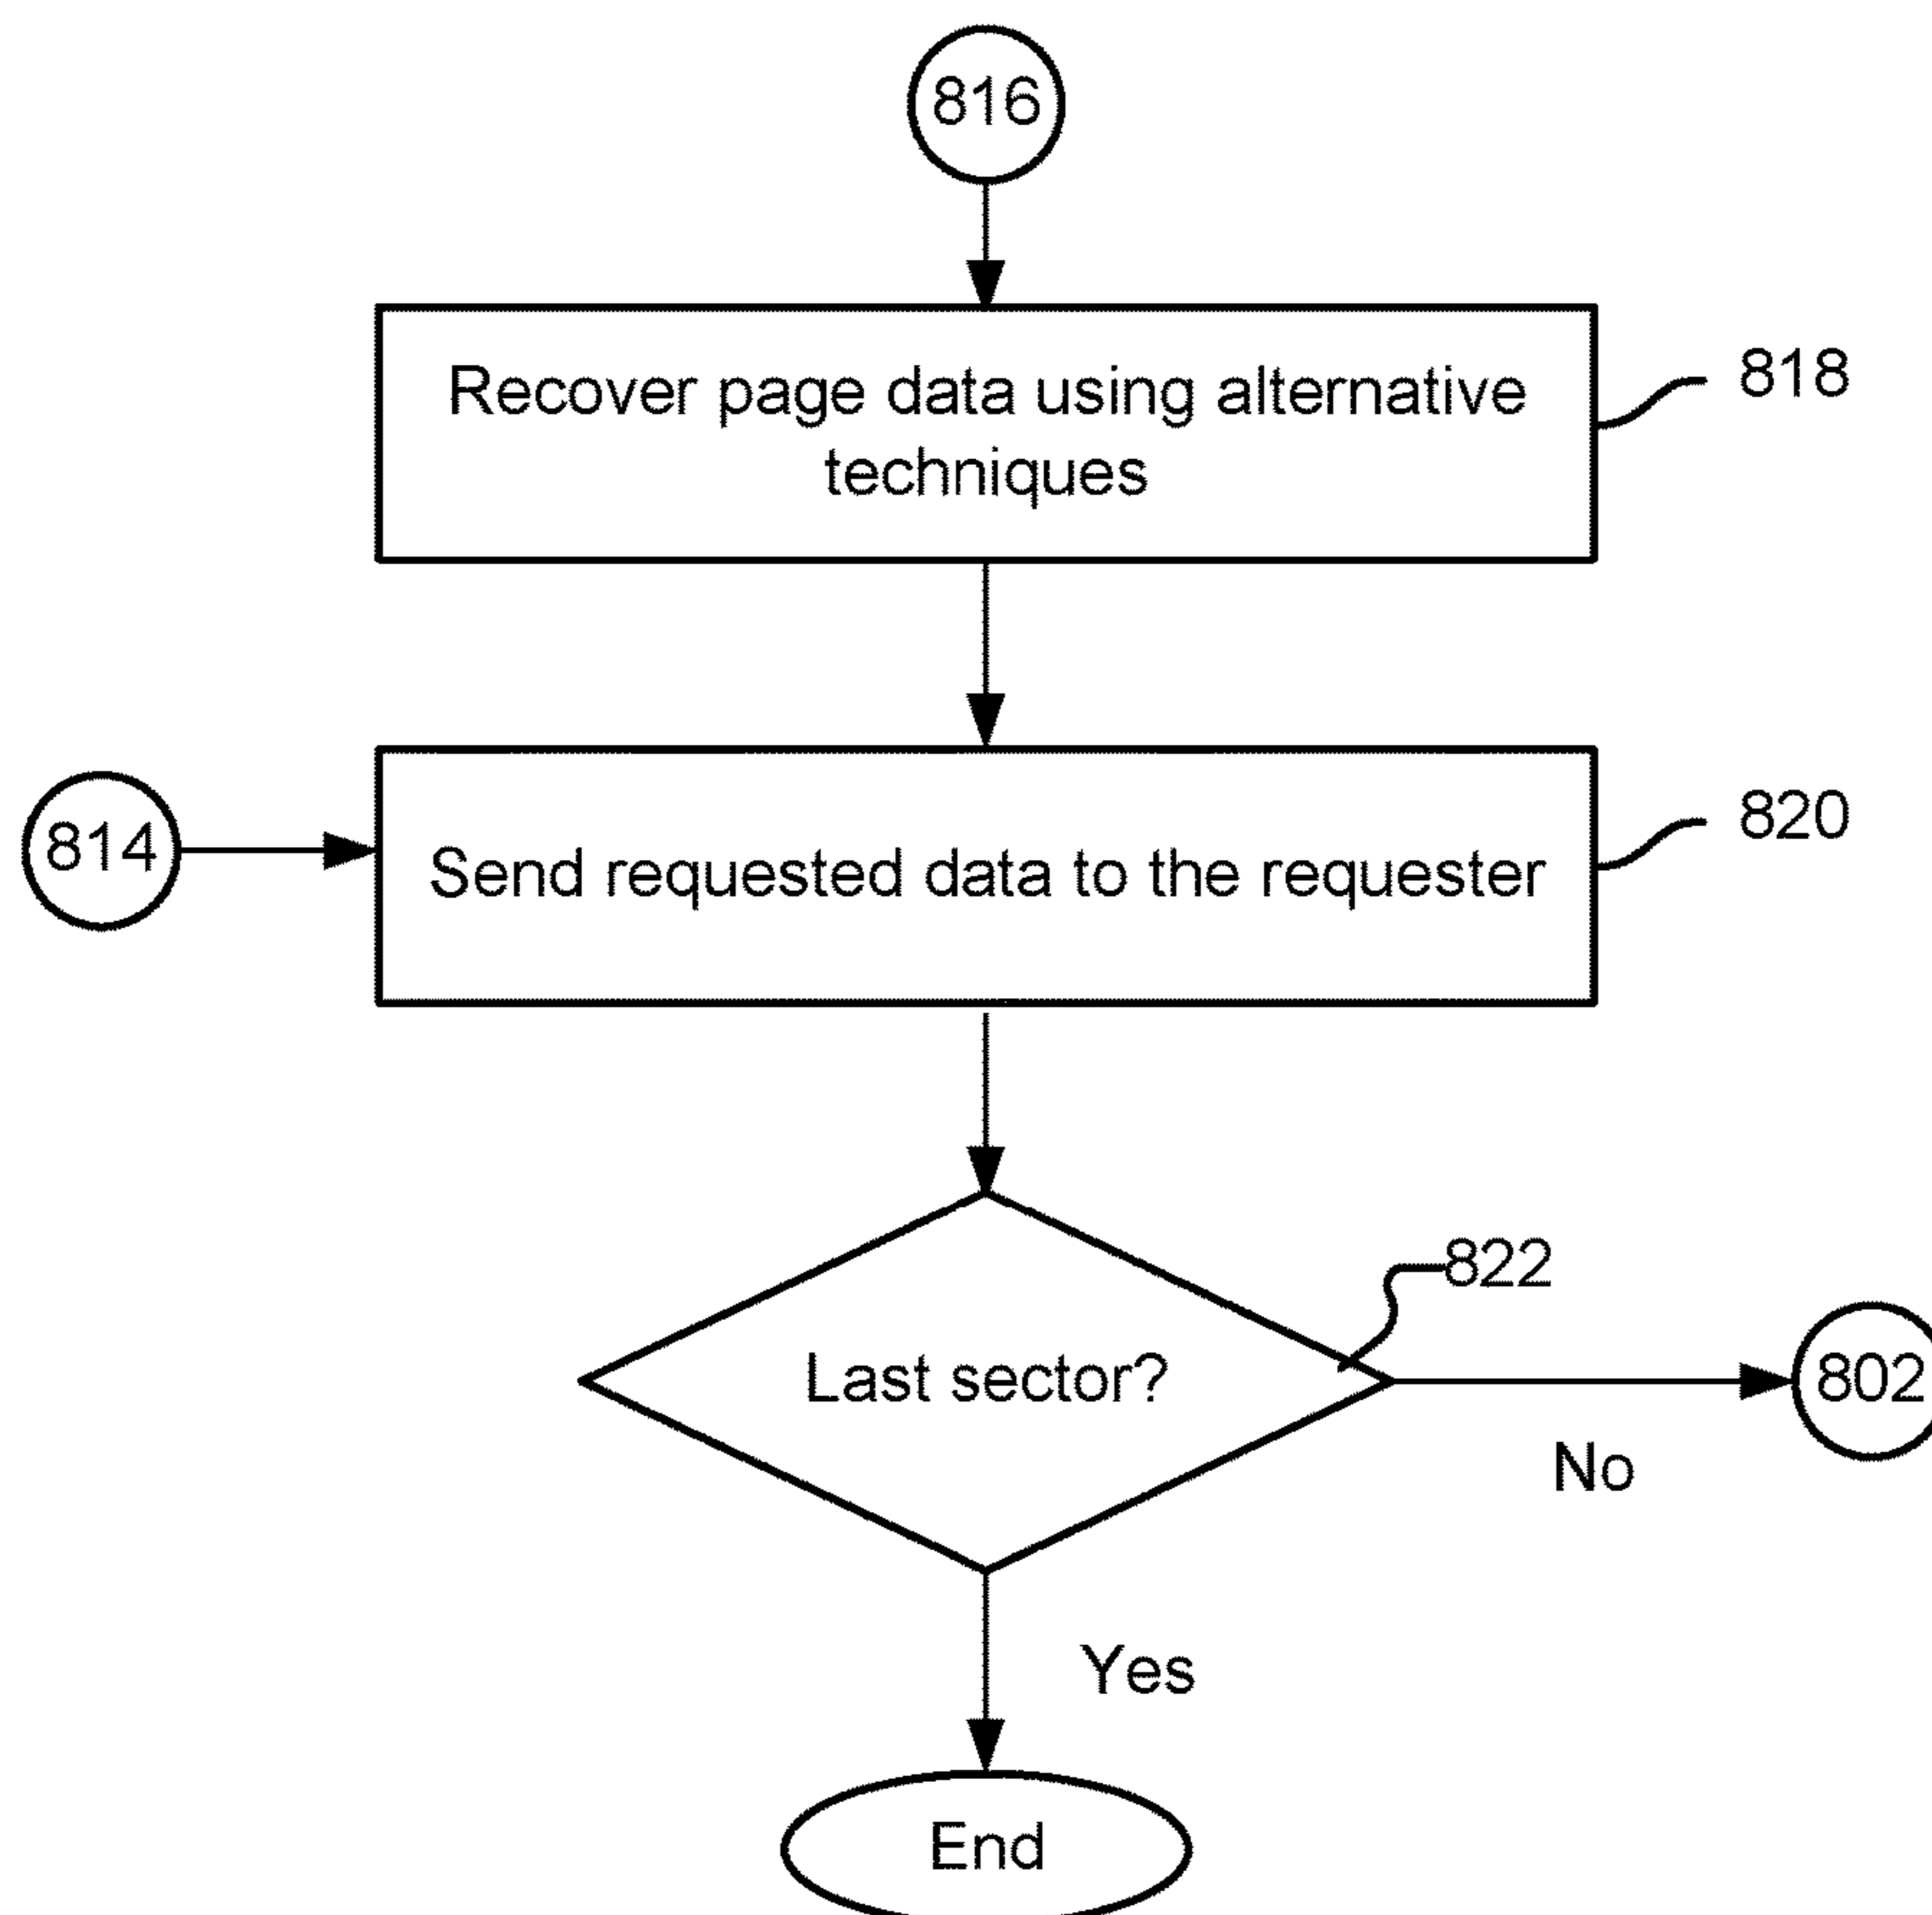 816
Recover page data using alternative
techniques
818
814
Send requested data to the requester
820
Last sector?
822
802
No
Yes
End